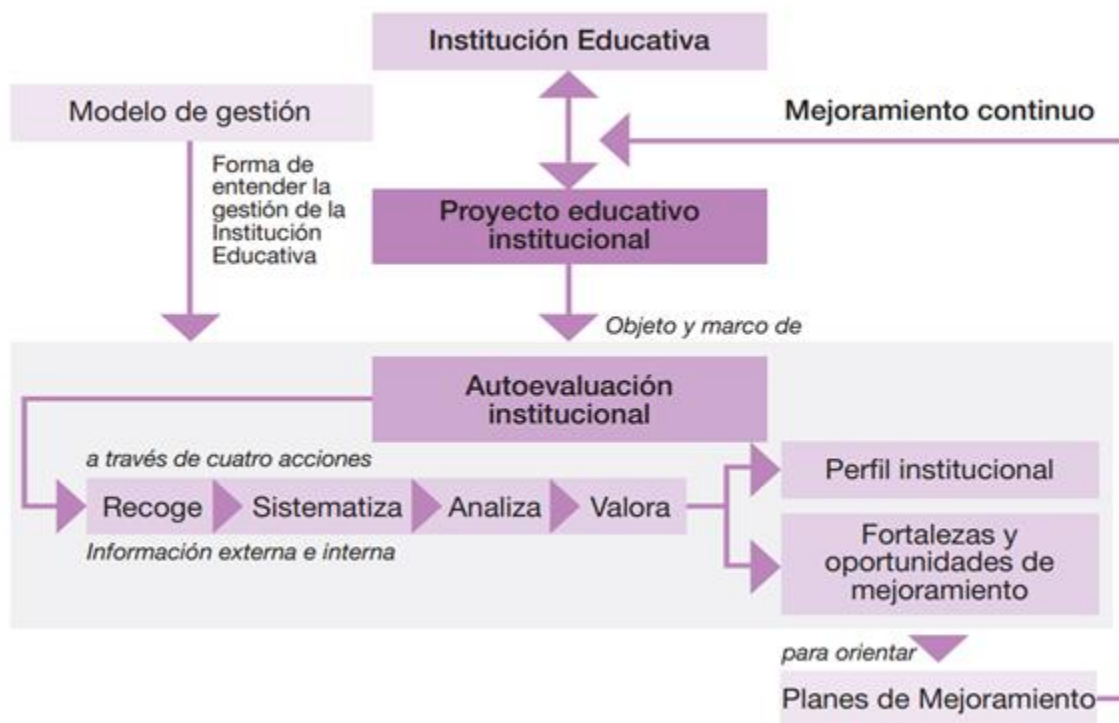 Institución Educativa
Modelo de gestión
Mejoramiento continuo
Forma de
entender la
gestión de la
Institución
Educativa
Proyecto educativo
institucional
Objeto y marco de
Autoevaluación
institucional
a través de cuatro acciones
Recoge Sistematiza Analiza Valora
Información externa e interna
Perfil institucional
Fortalezas y
oportunidades de
mejoramiento
para orientar
Planes de Mejoramiento